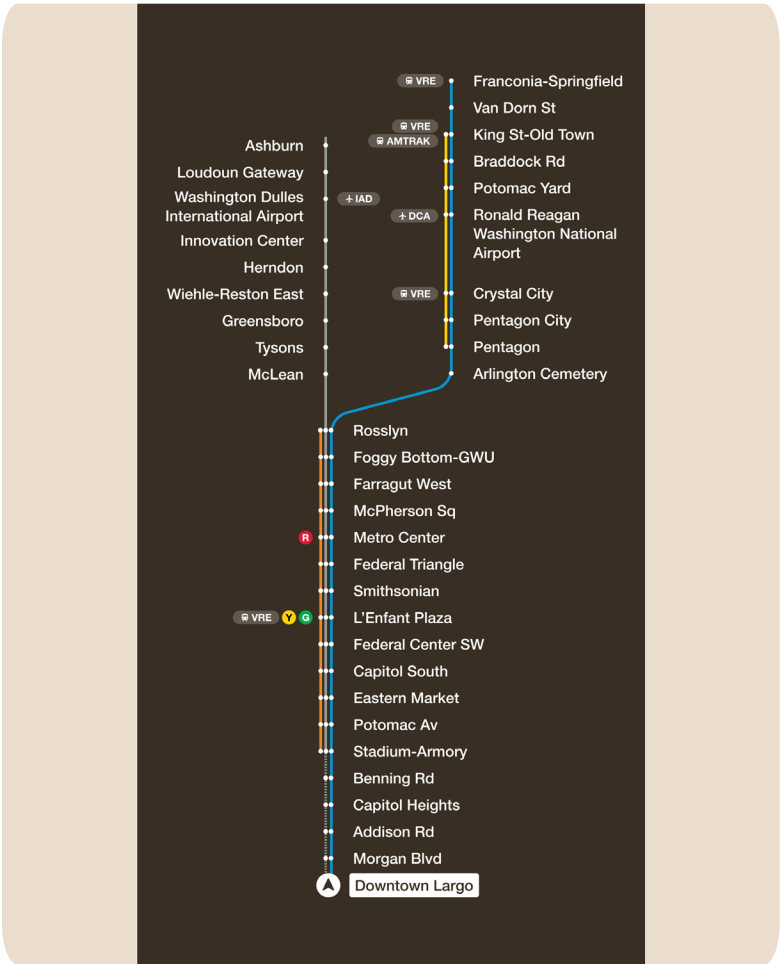 VRE
Franconia-Springfield
Van Dorn St
VRE
AMTRAK
King St-Old Town
Braddock Rd
Potomac Yard
DCA
Ronald Reagan
Washington National
Airport
VRE
Crystal City
Pentagon City
Pentagon
Arlington Cemetery
Ashburn
Loudoun Gateway
Washington Dulles
International Airport
IAD
Innovation Center
Herndon
Wiehle-Reston East
Greensboro
Tysons
McLean
Rosslyn
Foggy Bottom-GWU
Farragut West
McPherson Sq
R Metro Center
Federal Triangle
Smithsonian
VRE Y G L’Enfant Plaza
Federal Center SW
Capitol South
Eastern Market
Potomac Av
Stadium-Armory
Benning Rd
Capitol Heights
Addison Rd
Morgan Blvd
Downtown Largo